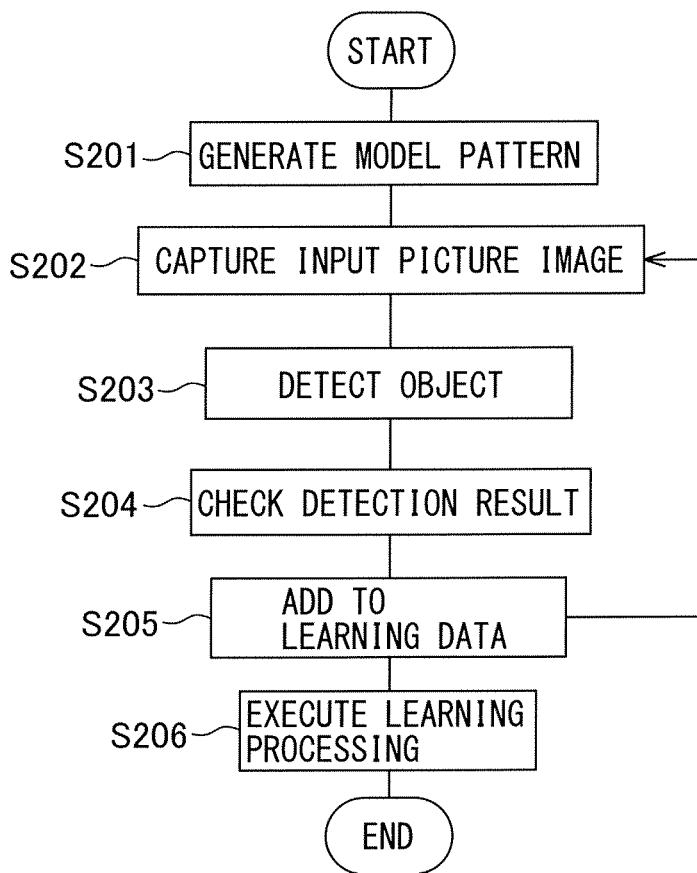 START
S201 GENERATE MODEL PATTERN
S202 CAPTURE INPUT PICTURE IMAGE
S203 DETECT OBJECT
S204 CHECK DETECTION RESULT
S205 ADD TO
LEARNING DATA
S206 EXECUTE LEARNING
PROCESSING
END